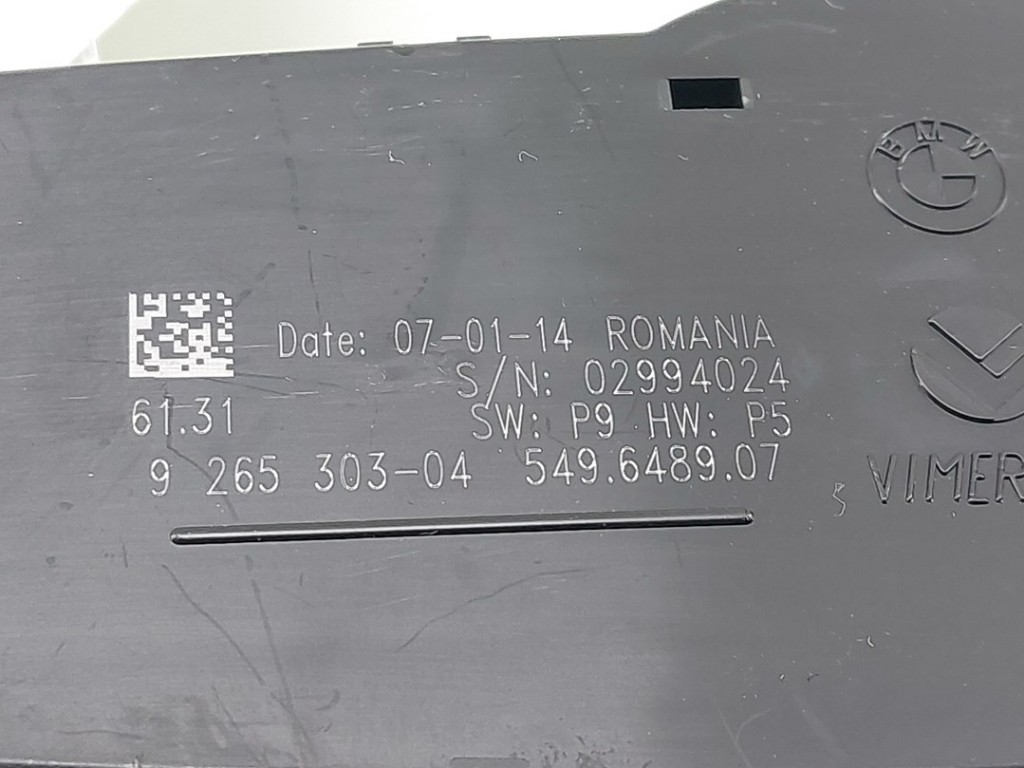 BMW
Date: 07-01-14 ROMANIA
S/N: 02994024
61.31
SW: P9 HW: P5
9 265 303-04 549.6489.07
VIMER